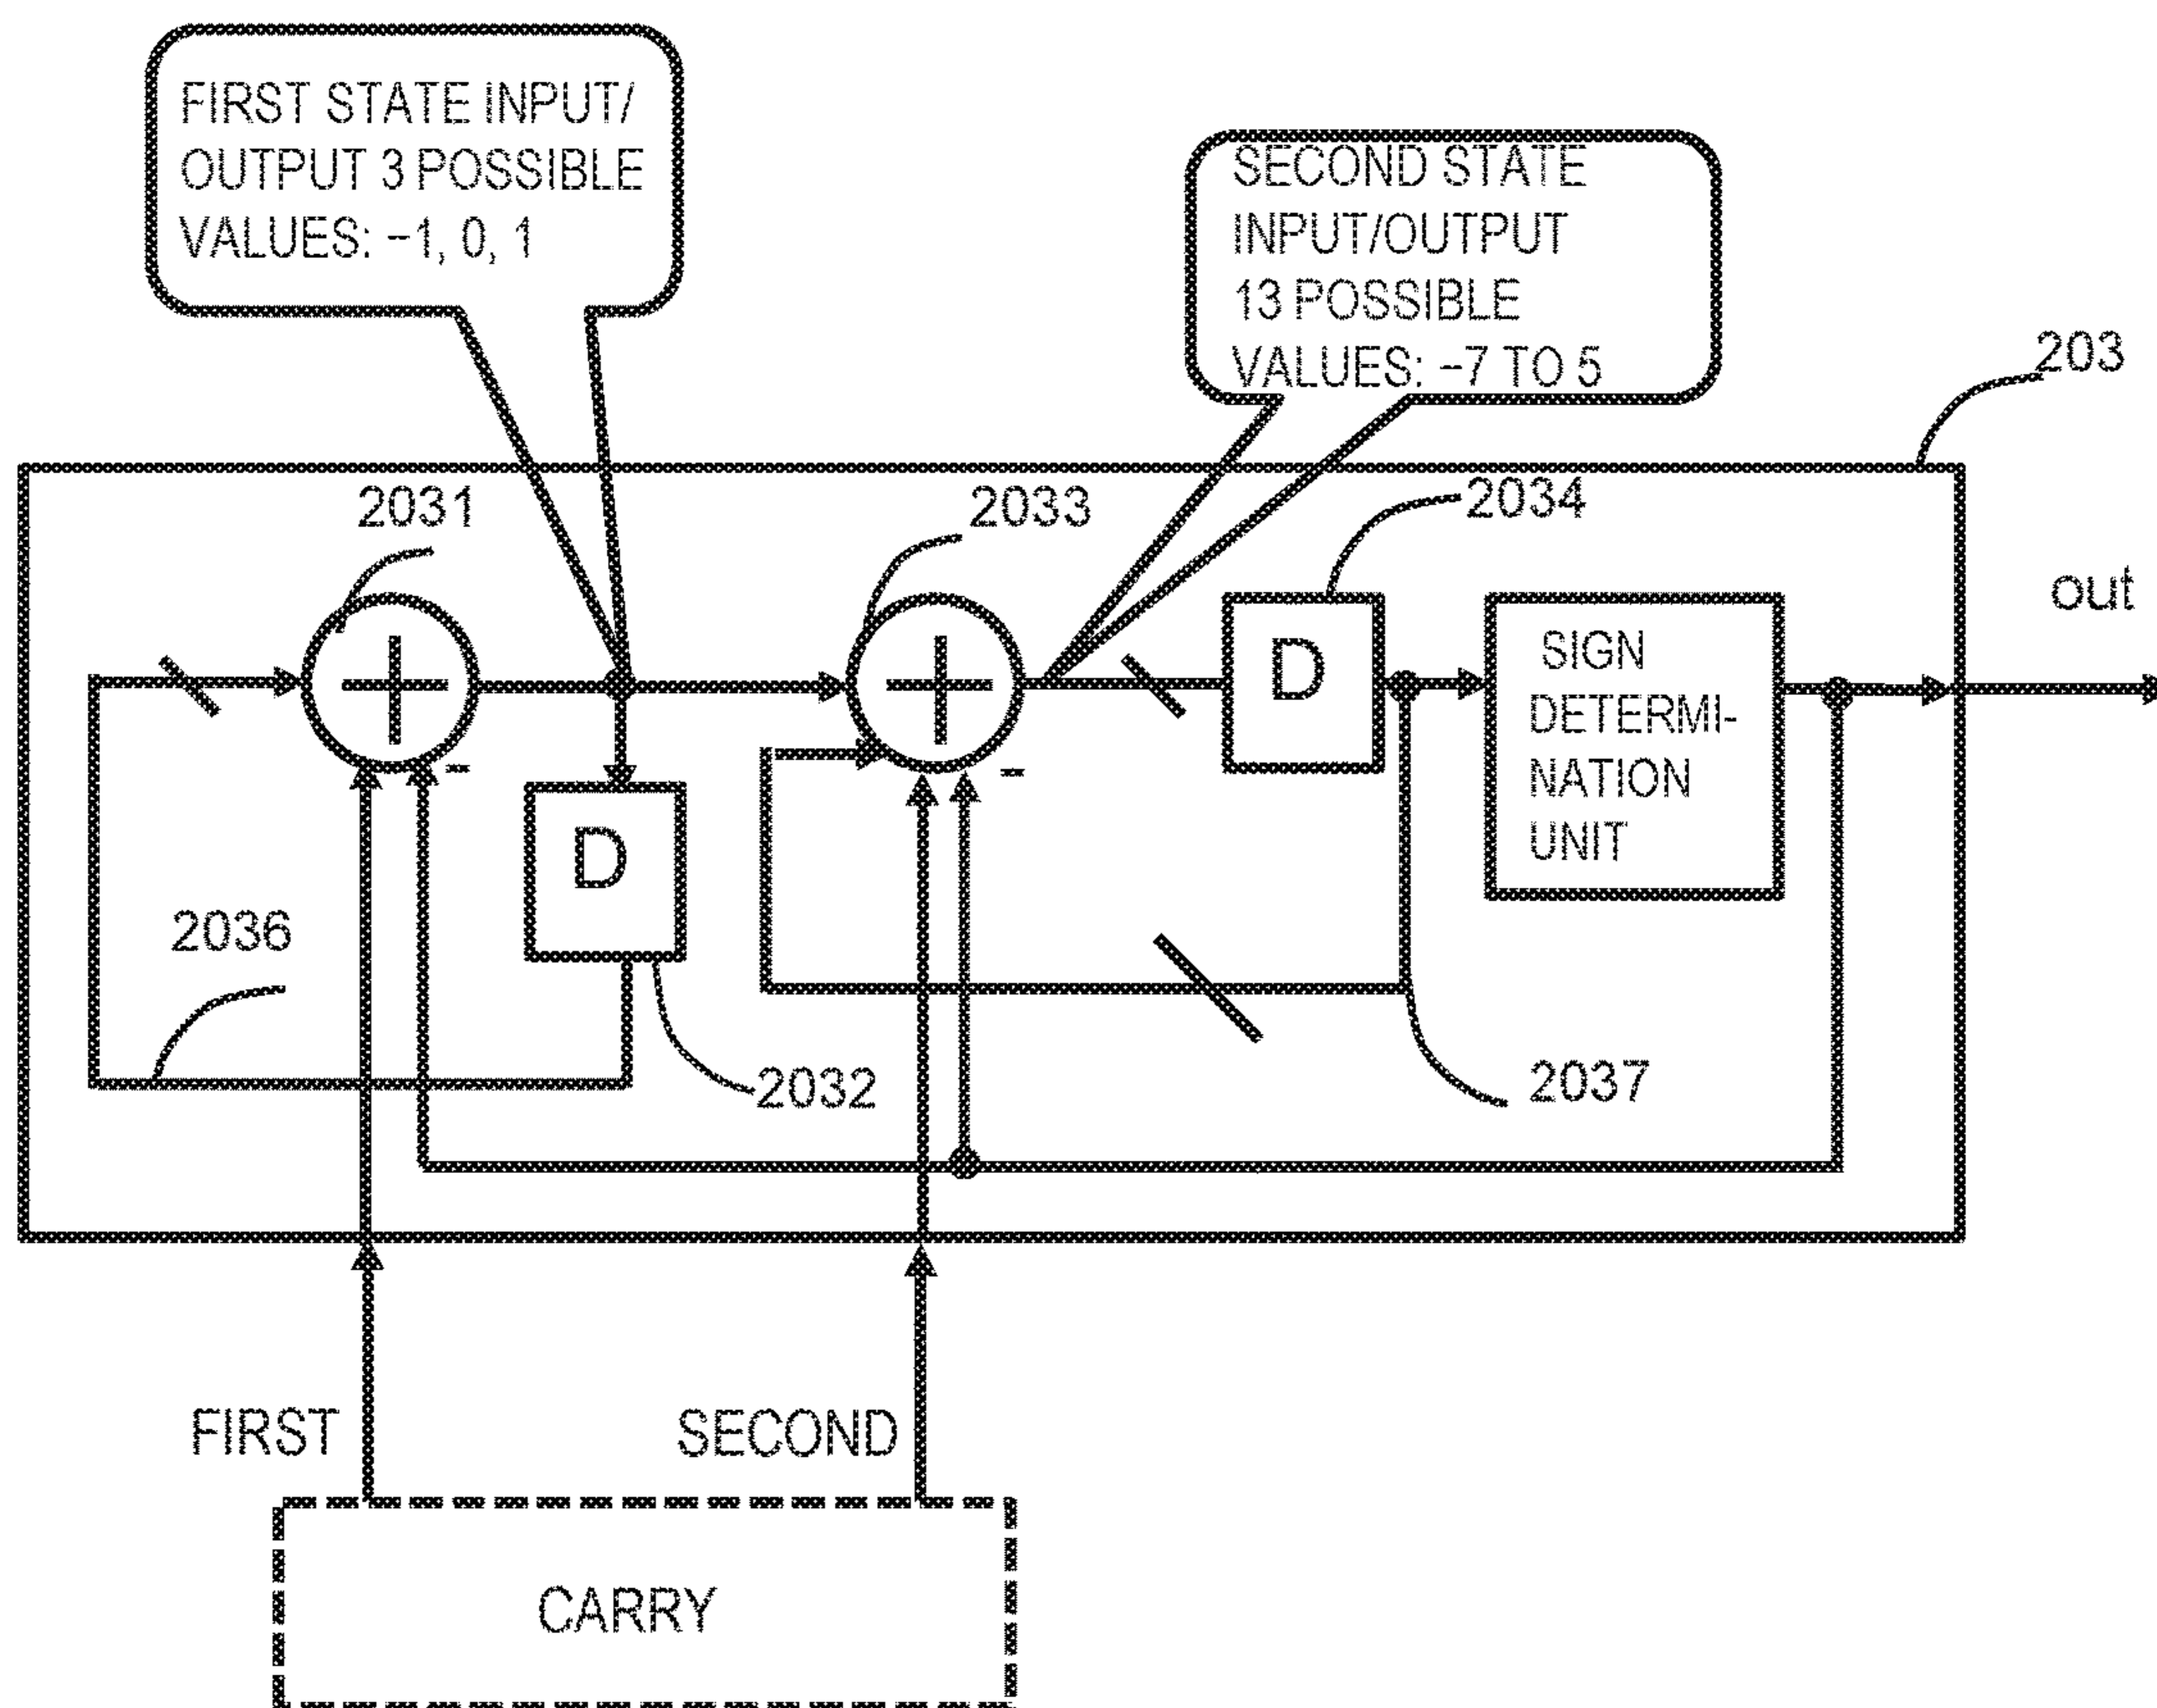 FIRST STATE INPUT/
OUTPUT 3 POSSIBLE
VALUES: −1, 0, 1
SECOND STATE
INPUT/OUTPUT
13 POSSIBLE
VALUES: −7 TO 5
203
2031
2033
2034
out
D
SIGN
DETERMI-
NATION
UNIT
-
-
D
2036
2032
2037
FIRST
SECOND
CARRY